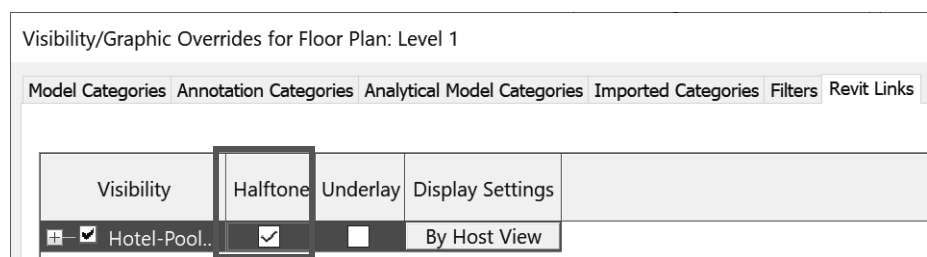 Visibility/Graphic Overrides for Floor Plan: Level 1
Model Categories Annotation Categories Analytical Model Categories Imported Categories Filters Revit Links
Visibility Halftone Underlay Display Settings
Hotel-Pool.. By Host View